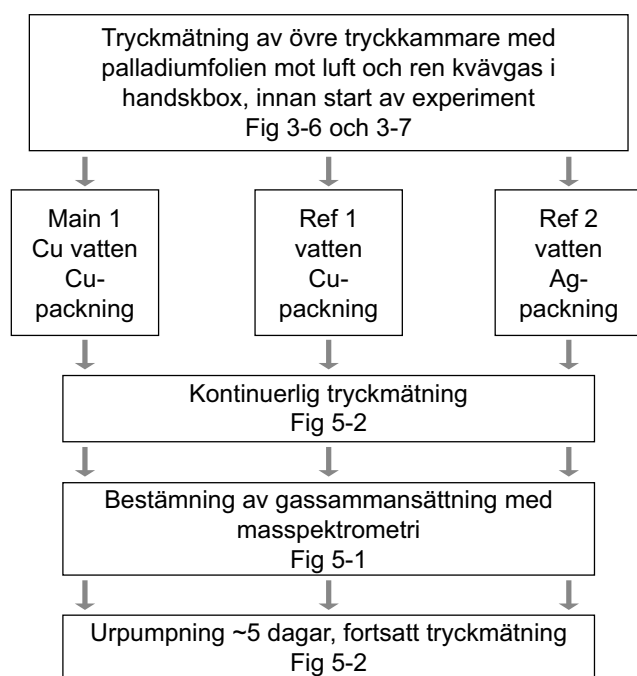 Tryckmätning av övre tryckkammare med
palladiumfolien mot luft och ren kvävgas i
handskbox, innan start av experiment
Fig 3-6 och 3-7
Main 1
Cu vatten
Cu-
packning
Ref 1
vatten
Cu-
packning
Ref 2
vatten
Ag-
packning
Kontinuerlig tryckmätning
Fig 5-2
Bestämning av gassammansättning med
masspektrometri
Fig 5-1
Urpumpning ~5 dagar, fortsatt tryckmätning
Fig 5-2